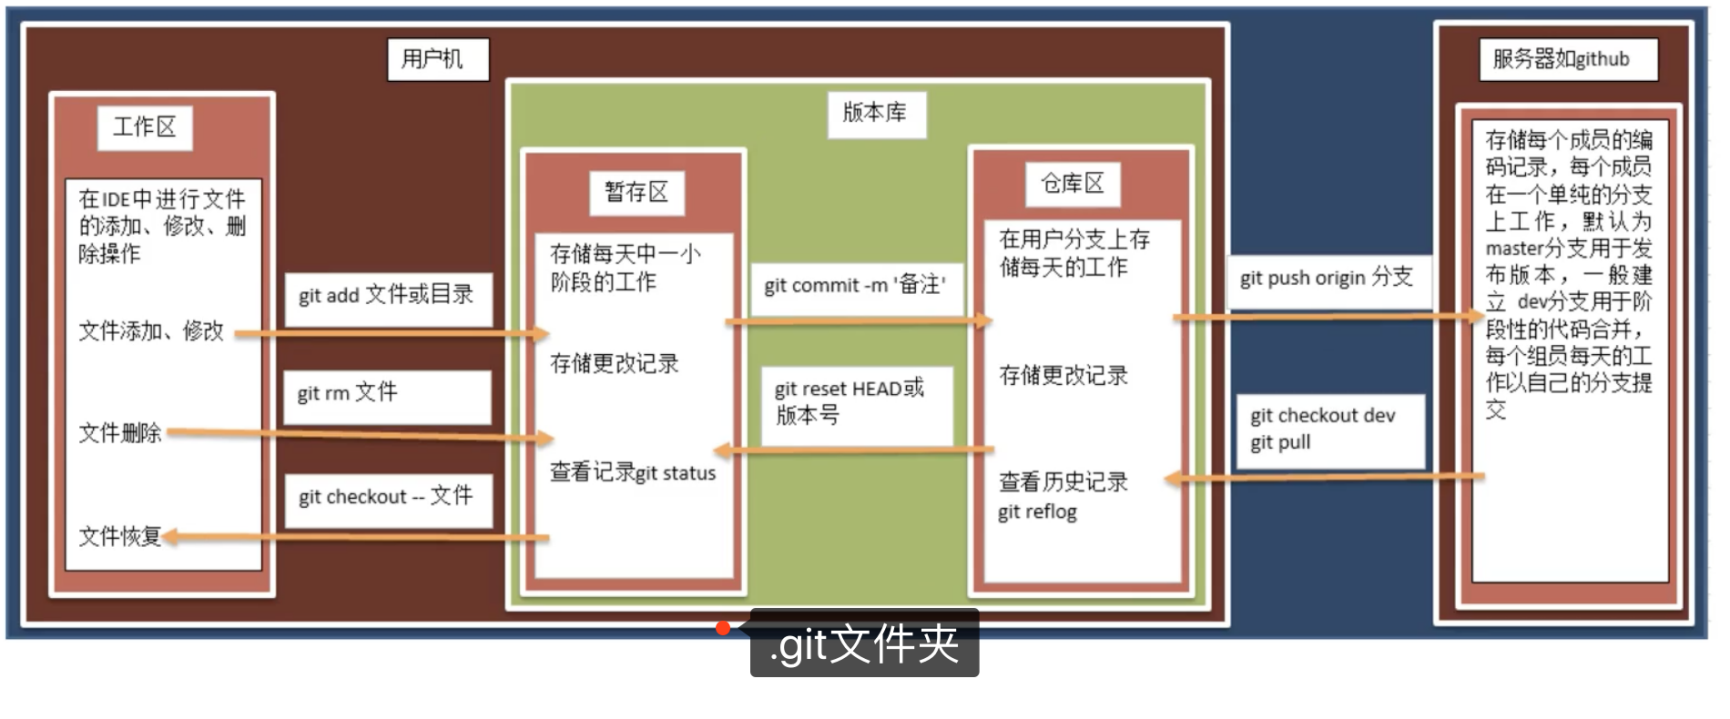 用户机
工作区
在IDE中进行文件
的添加、修改、删
除操作
文件添加、修改
文件删除
文件恢复
git add 文件或目录
git rm 文件
git checkout -- 文件
版本库
暂存区
存储每天中一小
阶段的工作
存储更改记录
查看记录git status
git commit -m '备注'
git reset HEAD或
版本号
仓库区
在用户分支上存
储每天的工作
存储更改记录
查看历史记录
git reflog
git push origin 分支
git checkout dev
git pull
服务器如github
存储每个成员的编
码记录，每个成员
在一个单纯的分支
上工作，默认为
master分支用于发
布版本，一般建
立 dev分支用于阶
段性的代码合并，
每个组员每天的工
作以自己的分支提
交
.git文件夹